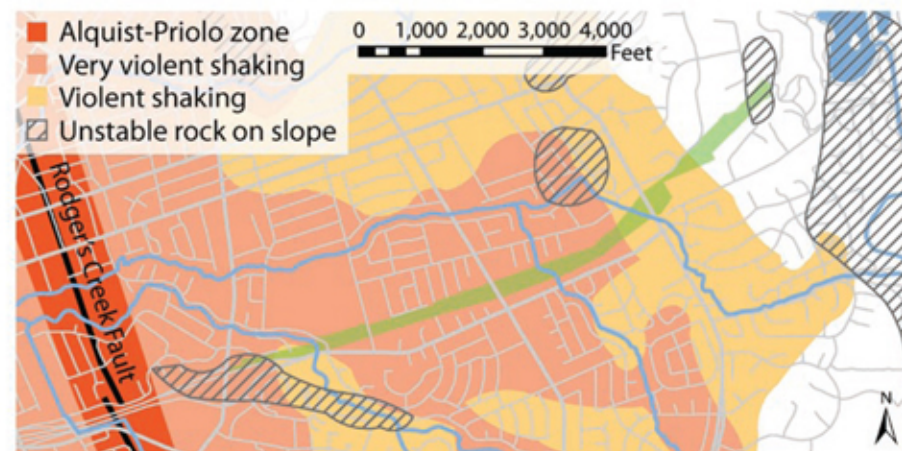 Alquist-Priolo zone
Very violent shaking
Violent shaking
Unstable rock on slope
0 1,000 2,000 3,000 4,000
Feet
Rodger's Creek Fault
N